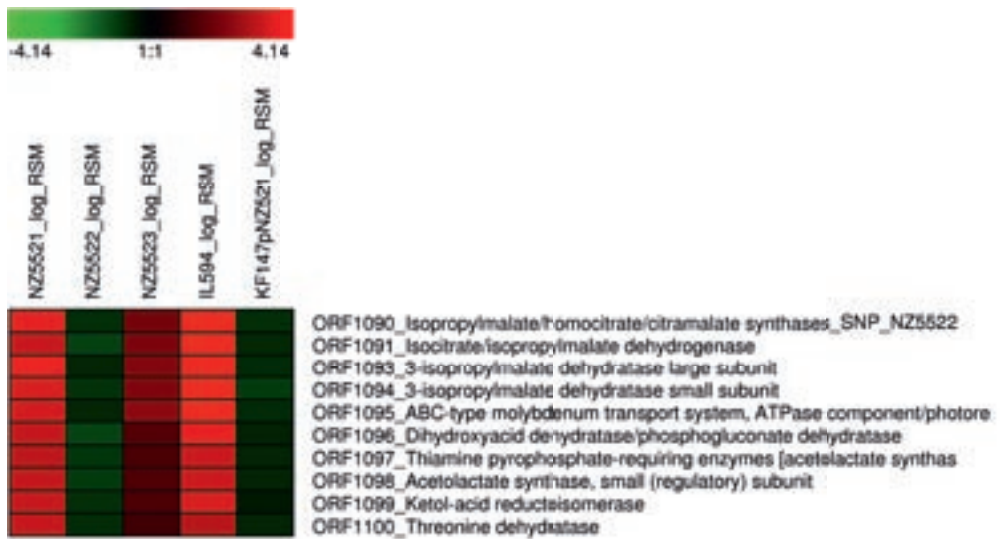 -4.14 1:1 4.14
NZ5521_log_RSM
NZ5522_log_RSM
NZ5523_log_RSM
IL594_log_RSM
KF147pNZ521_log_RSM
ORF1090_Isopropylmalate/homocitrate/citramalate synthases_SNP_NZ5522
ORF1091_Isocitrate/isopropylmalate dehydrogenase
ORF1093_3-isopropylmalate dehydratase large subunit
ORF1094_3-isopropylmalate dehydratase small subunit
ORF1095_ABC-type molybdenum transport system, ATPase component/photore
ORF1096_Dihydroxyacid dehydratase/phosphogluconate dehydratase
ORF1097_Thiamine pyrophosphate-requiring enzymes [acetolactate synthas
ORF1098_Acetolactate synthase, small (regulatory) subunit
ORF1099_Ketol-acid reductoisomerase
ORF1100_Threonine dehydratase